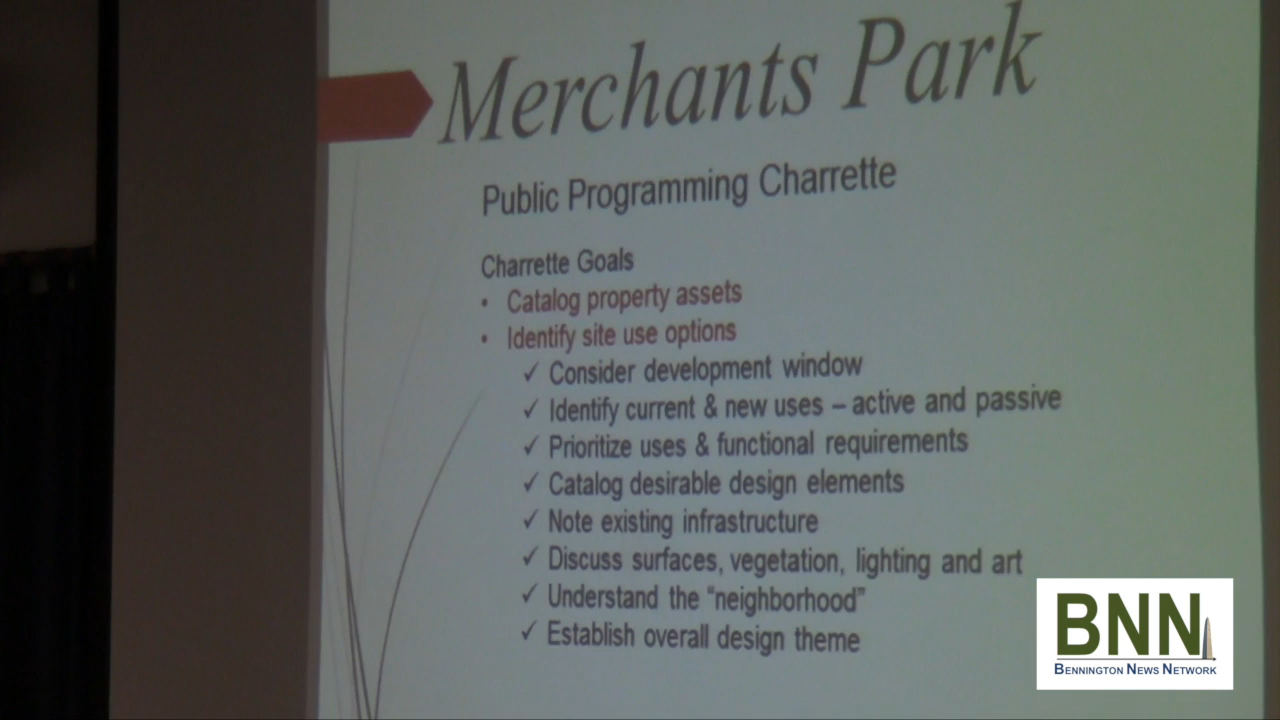 Merchants Park
Public Programming Charrette
Charrette Goals
• Catalog property assets
• Identify site use options
✓ Consider development window
✓ Identify current & new uses – active and passive
✓ Prioritize uses & functional requirements
✓ Catalog desirable design elements
✓ Note existing infrastructure
✓ Discuss surfaces, vegetation, lighting and art
✓ Understand the "neighborhood"
✓ Establish overall design theme
BNN
BENNINGTON NEWS NETWORK